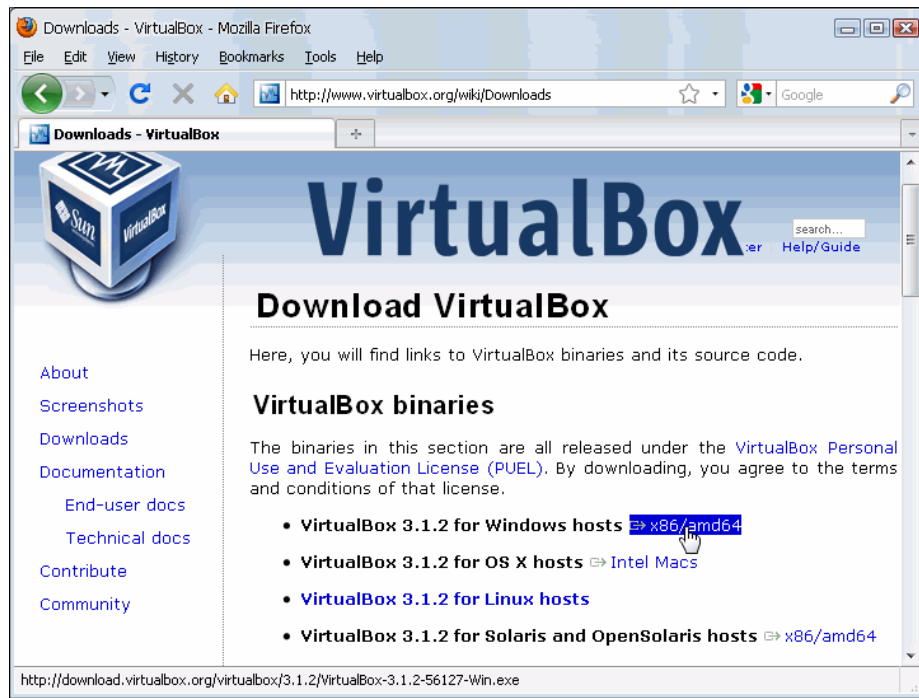 Downloads - VirtualBox - Mozilla Firefox
File Edit View History Bookmarks Tools Help
http://www.virtualbox.org/wiki/Downloads
Google
Downloads - VirtualBox
Sun
VirtualBox
VirtualBox
search...
Help/Guide
Download VirtualBox
Here, you will find links to VirtualBox binaries and its source code.
About
Screenshots
Downloads
Documentation
End-user docs
Technical docs
Contribute
Community
VirtualBox binaries
The binaries in this section are all released under the VirtualBox Personal
Use and Evaluation License (PUEL). By downloading, you agree to the terms
and conditions of that license.
• VirtualBox 3.1.2 for Windows hosts x86/amd64
• VirtualBox 3.1.2 for OS X hosts Intel Macs
• VirtualBox 3.1.2 for Linux hosts
• VirtualBox 3.1.2 for Solaris and OpenSolaris hosts x86/amd64
http://download.virtualbox.org/virtualbox/3.1.2/VirtualBox-3.1.2-56127-Win.exe